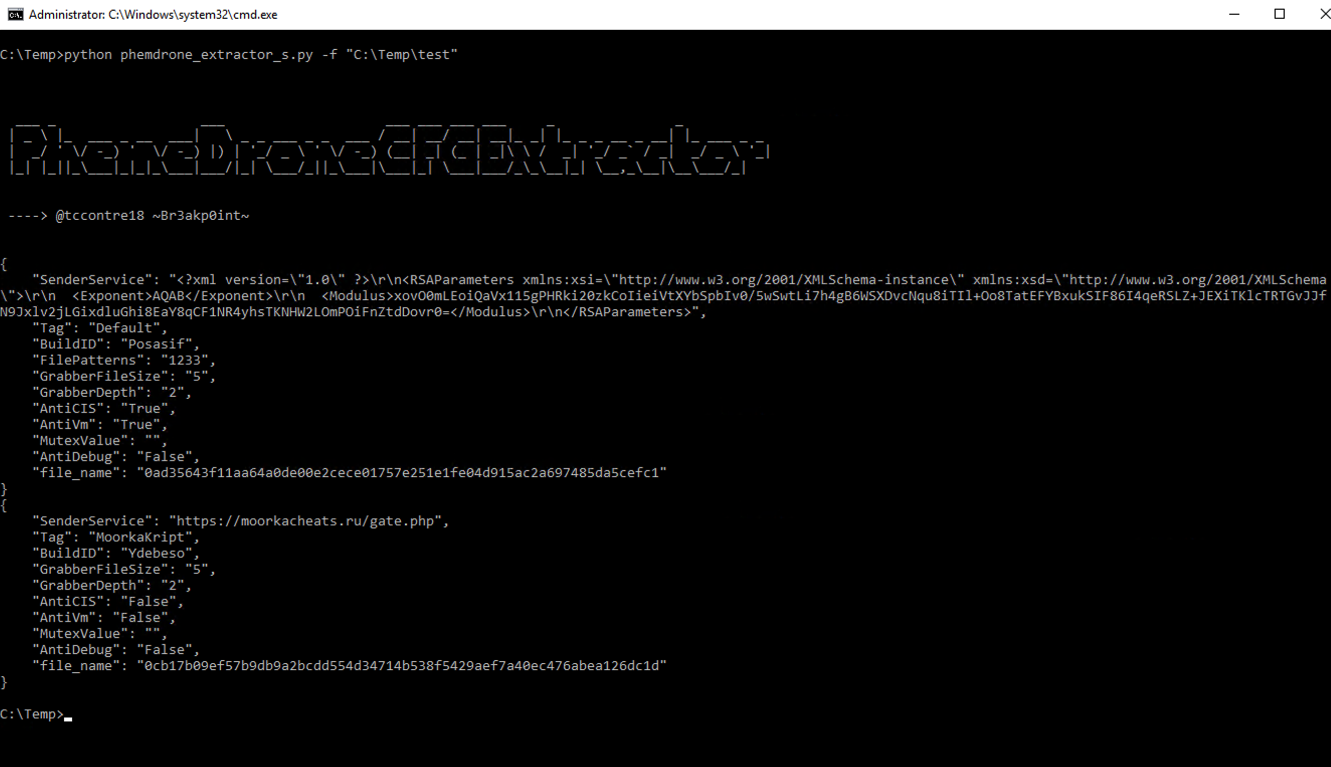 Administrator: C:\Windows\system32\cmd.exe
C:\Temp>python phemdrone_extractor_s.py -f "C:\Temp\test"
PhemeDroneCFGExtractor
----> @tccontre18 ~Br3akp0int~
{
"SenderService": "<?xml version=\"1.0\" ?>\r\n<RSAParameters xmlns:xsi=\"http://www.w3.org/2001/XMLSchema-instance\" xmlns:xsd=\"http://www.w3.org/2001/XMLSchema
\">\r\n  <Exponent>AQAB</Exponent>\r\n  <Modulus>xovO0mLEoiQaVx115gPHRki20zkCoIieiVtXYbSpbIv0/5wSwtLi7h4gB6WSXDvcNqu8iTIl+Oo8TatEFYBxukSIF86I4qeRSLZ+JEXiTKlcTRTGvJJf
N9Jxlv2jLGixdluGhi8EaY8qCF1NR4yhsTKNHW2LOmPOiFnZtdDovr0=</Modulus>\r\n</RSAParameters>",
"Tag": "Default",
"BuildID": "Posasif",
"FilePatterns": "1233",
"GrabberFileSize": "5",
"GrabberDepth": "2",
"AntiCIS": "True",
"AntiVm": "True",
"MutexValue": "",
"AntiDebug": "False",
"file_name": "0ad35643f11aa64a0de00e2cece01757e251e1fe04d915ac2a697485da5cefc1"
}
{
"SenderService": "https://moorkacheats.ru/gate.php",
"Tag": "MoorkaKript",
"BuildID": "Ydebeso",
"GrabberFileSize": "5",
"GrabberDepth": "2",
"AntiCIS": "False",
"AntiVm": "False",
"MutexValue": "",
"AntiDebug": "False",
"file_name": "0cb17b09ef57b9db9a2bcdd554d34714b538f5429aef7a40ec476abea126dc1d"
}
C:\Temp>